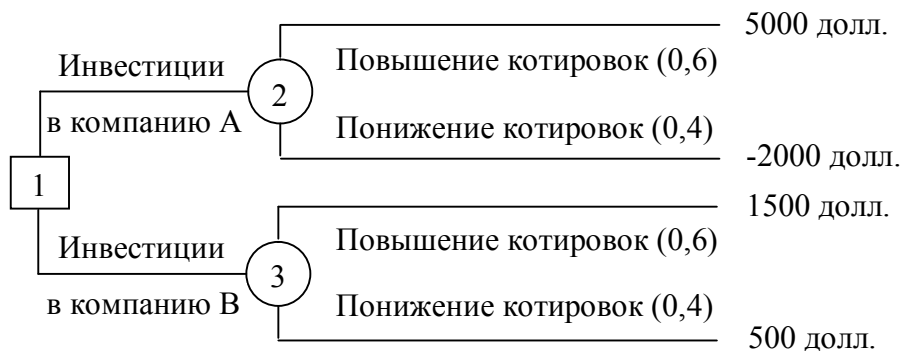 5000 долл.
Инвестиции
Повышение котировок (0,6)
2
в компанию А
Понижение котировок (0,4)
-2000 долл.
1
1500 долл.
Инвестиции
Повышение котировок (0,6)
3
в компанию В
Понижение котировок (0,4)
500 долл.